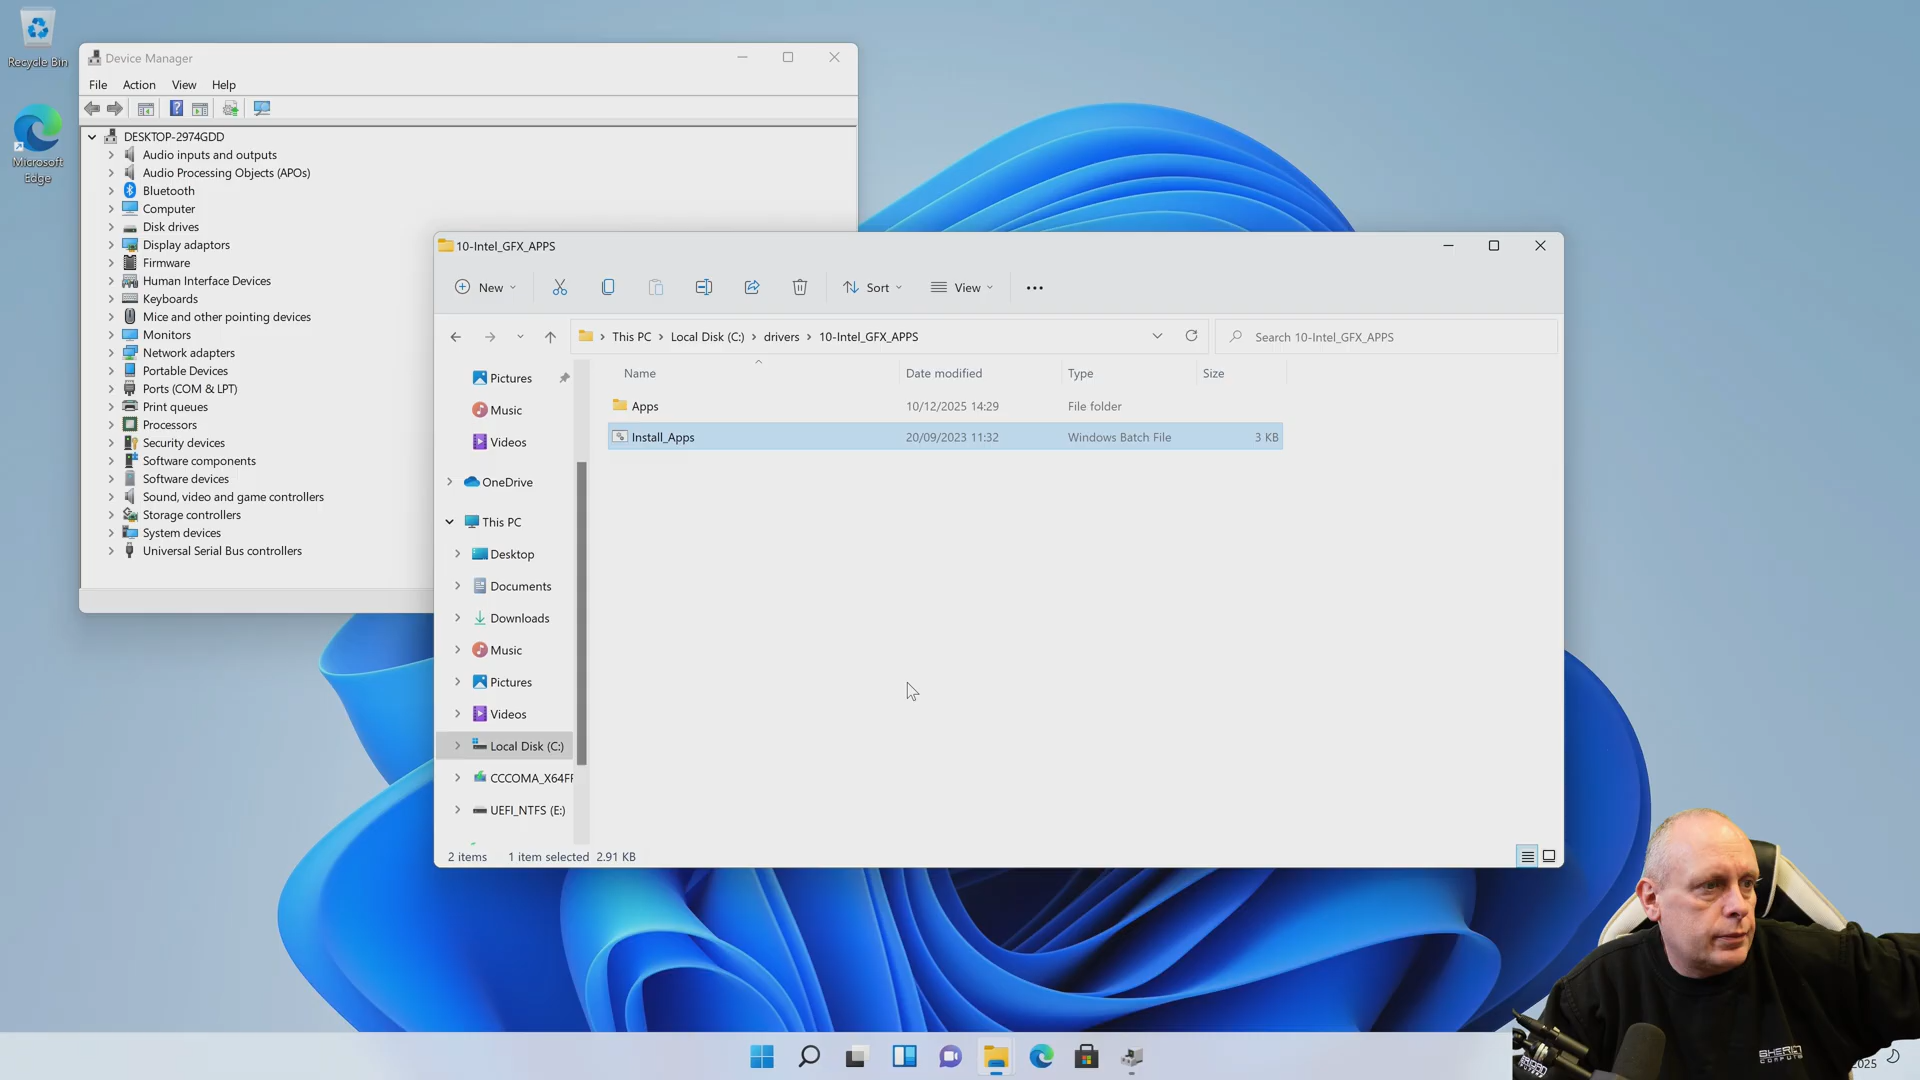 Recycle Bin
Microsoft
Edge
Device Manager
File Action View Help
DESKTOP-2974GDD
Audio inputs and outputs
Audio Processing Objects (APOs)
Bluetooth
Computer
Disk drives
Display adaptors
Firmware
Human Interface Devices
Keyboards
Mice and other pointing devices
Monitors
Network adapters
Portable Devices
Ports (COM & LPT)
Print queues
Processors
Security devices
Software components
Software devices
Sound, video and game controllers
Storage controllers
System devices
Universal Serial Bus controllers
10-Intel_GFX_APPS
New Sort View
This PC Local Disk (C:) drivers 10-Intel_GFX_APPS Search 10-Intel_GFX_APPS
Name Date modified Type Size
Apps 10/12/2025 14:29 File folder
Install_Apps 20/09/2023 11:32 Windows Batch File 3 KB
Pictures
Music
Videos
OneDrive
This PC
Desktop
Documents
Downloads
Music
Pictures
Videos
Local Disk (C:)
CCCOMA_X64FR
UEFI_NTFS (E:)
2 items 1 item selected 2.91 KB
2025